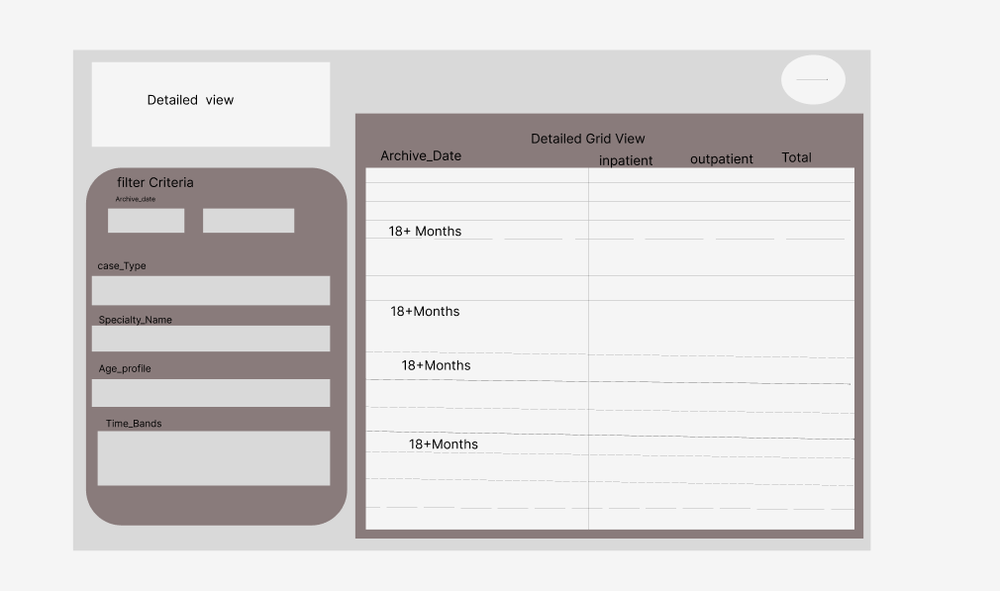 Detailed view
filter Criteria
Archive_date
case_Type
Specialty_Name
Age_profile
Time_Bands
Detailed Grid View
Archive_Date inpatient outpatient Total
18+ Months
18+Months
18+Months
18+Months